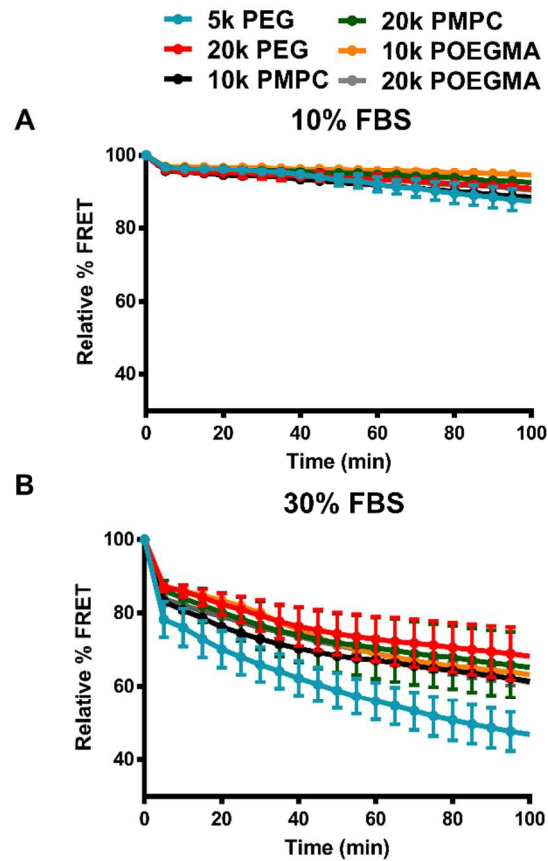 5k PEG 20k PMPC
20k PEG 10k POEGMA
10k PMPC 20k POEGMA
A
10% FBS
100
80
60
40
Relative % FRET
0 20 40 60 80 100
Time (min)
B
30% FBS
100
80
60
40
Relative % FRET
0 20 40 60 80 100
Time (min)